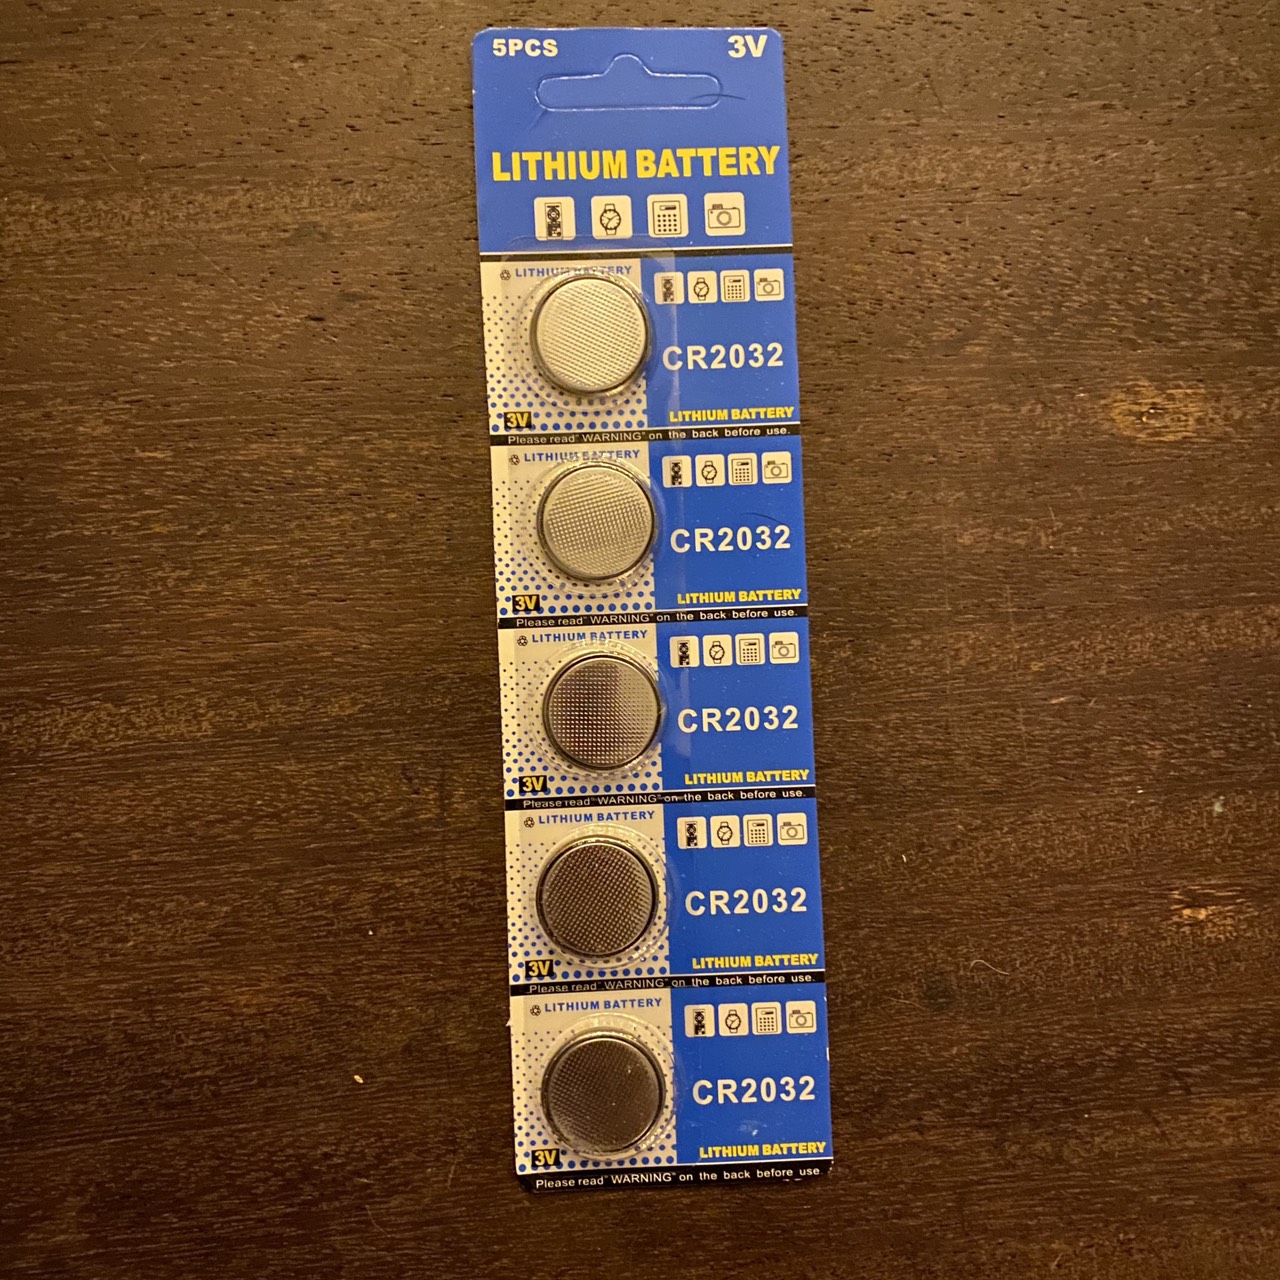 5PCS 3V
LITHIUM BATTERY
LITHIUM BATTERY
CR2032
3V LITHIUM BATTERY
Please read" WARNING" on the back before use.
LITHIUM BATTERY
CR2032
3V LITHIUM BATTERY
Please read" WARNING" on the back before use.
LITHIUM BATTERY
CR2032
3V LITHIUM BATTERY
Please read" WARNING" on the back before use.
LITHIUM BATTERY
CR2032
3V LITHIUM BATTERY
Please read" WARNING" on the back before use.
LITHIUM BATTERY
CR2032
3V LITHIUM BATTERY
Please read" WARNING" on the back before use.